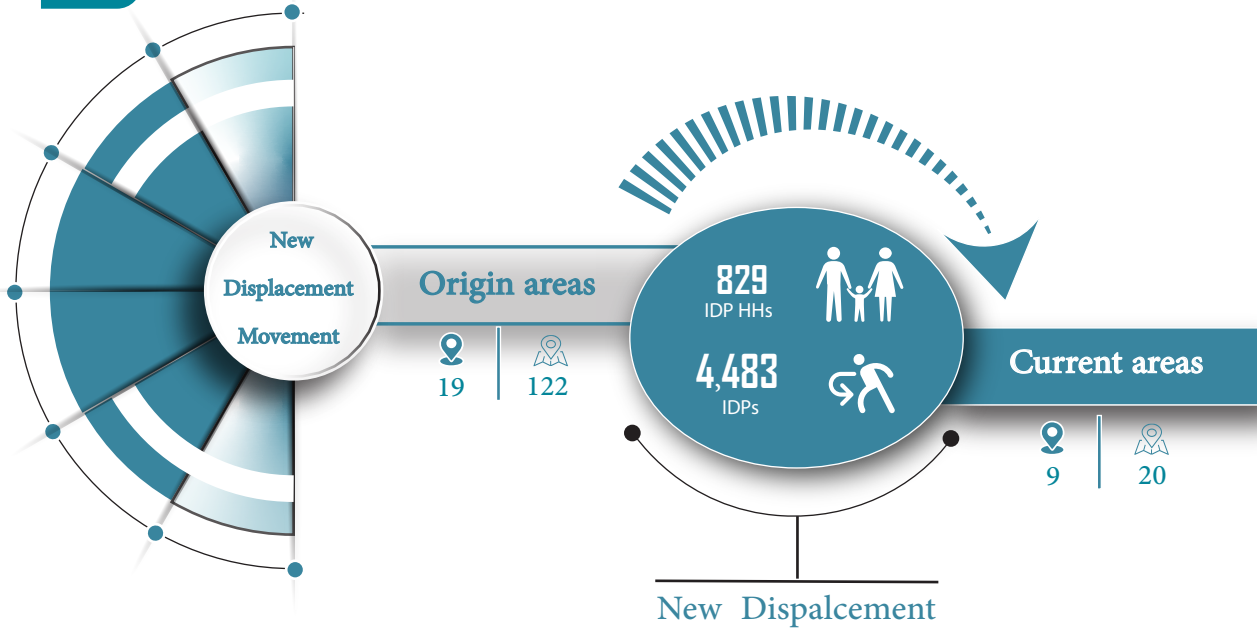 New
Displacement
Movement
Origin areas
19
122
829
IDP HHs
4,483
IDPs
Current areas
9
20
New Dispalcement